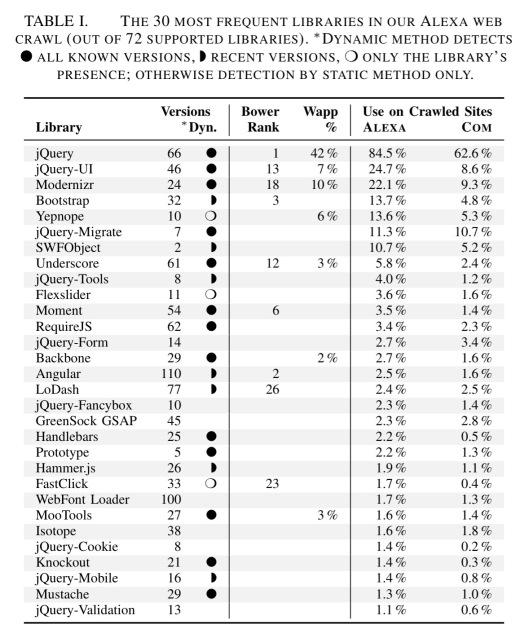 TABLE I. THE 30 MOST FREQUENT LIBRARIES IN OUR ALEXA WEB
CRAWL (OUT OF 72 SUPPORTED LIBRARIES). *DYNAMIC METHOD DETECTS
● ALL KNOWN VERSIONS, ◗ RECENT VERSIONS, ○ ONLY THE LIBRARY'S
PRESENCE; OTHERWISE DETECTION BY STATIC METHOD ONLY.
Versions Bower Wapp Use on Crawled Sites
Library *Dyn. Rank % ALEXA COM
jQuery 66 ● 1 42 % 84.5 % 62.6 %
jQuery-UI 46 ● 13 7 % 24.7 % 8.6 %
Modernizr 24 ● 18 10 % 22.1 % 9.3 %
Bootstrap 32 ◗ 3 13.7 % 4.8 %
Yepnope 10 ○ 6 % 13.6 % 5.3 %
jQuery-Migrate 7 ● 11.3 % 10.7 %
SWFObject 2 ◗ 10.7 % 5.2 %
Underscore 61 ● 12 3 % 5.8 % 2.4 %
jQuery-Tools 8 ◗ 4.0 % 1.2 %
Flexslider 11 ○ 3.6 % 1.6 %
Moment 54 ● 6 3.5 % 1.4 %
RequireJS 62 ● 3.4 % 2.3 %
jQuery-Form 14 2.7 % 3.4 %
Backbone 29 ● 2 % 2.7 % 1.6 %
Angular 110 ◗ 2 2.5 % 1.6 %
LoDash 77 ◗ 26 2.4 % 2.5 %
jQuery-Fancybox 10 2.3 % 1.4 %
GreenSock GSAP 45 2.3 % 2.8 %
Handlebars 25 ● 2.2 % 0.5 %
Prototype 5 ● 2.2 % 1.3 %
Hammer.js 26 ◗ 1.9 % 1.1 %
FastClick 33 ○ 23 1.7 % 0.4 %
WebFont Loader 100 1.7 % 1.3 %
MooTools 27 ● 3 % 1.6 % 1.4 %
Isotope 38 1.6 % 1.8 %
jQuery-Cookie 8 1.4 % 0.2 %
Knockout 21 ● 1.4 % 0.3 %
jQuery-Mobile 16 ◗ 1.4 % 0.8 %
Mustache 29 ● 1.3 % 1.0 %
jQuery-Validation 13 1.1 % 0.6 %